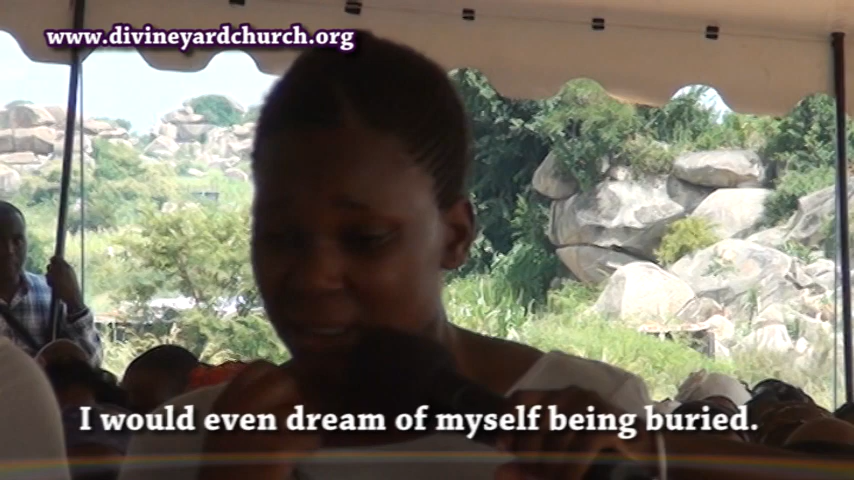 www.divineyardchurch.org
I would even dream of myself being buried.